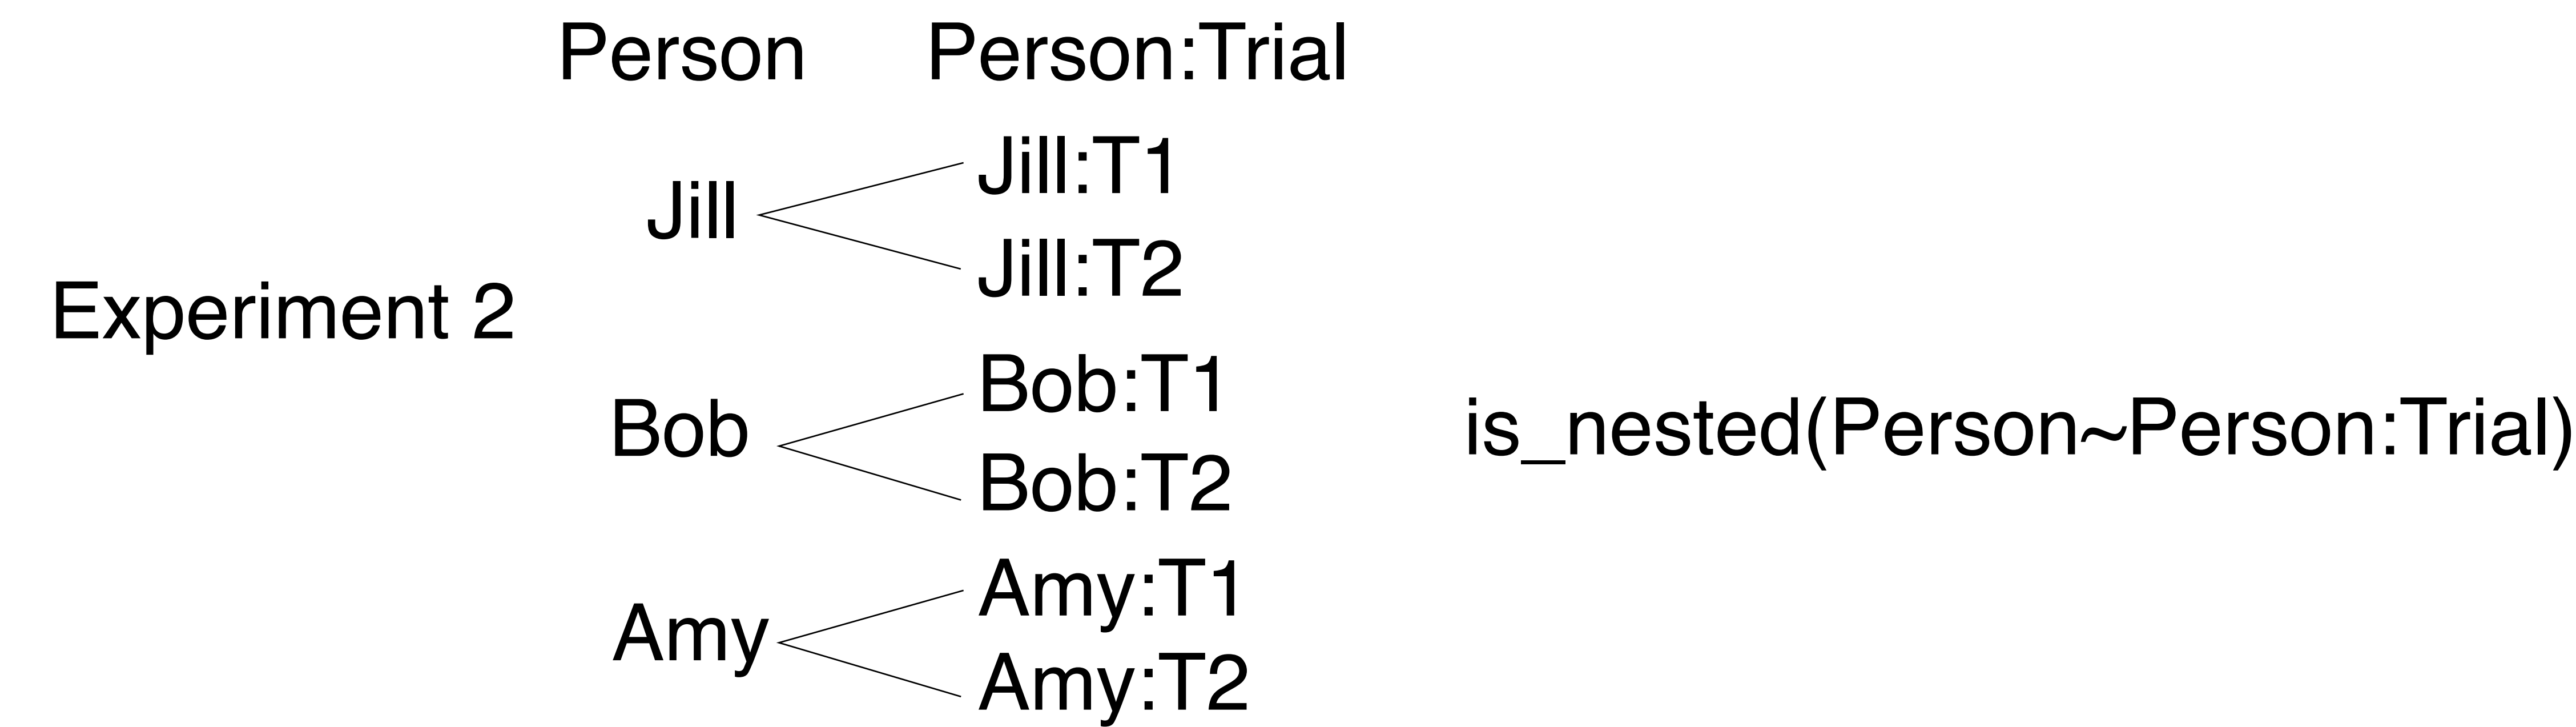 Person Person:Trial
Jill:T1
Jill
Jill:T2
Experiment 2
Bob:T1
Bob
is_nested(Person~Person:Trial)
Bob:T2
Amy:T1
Amy
Amy:T2